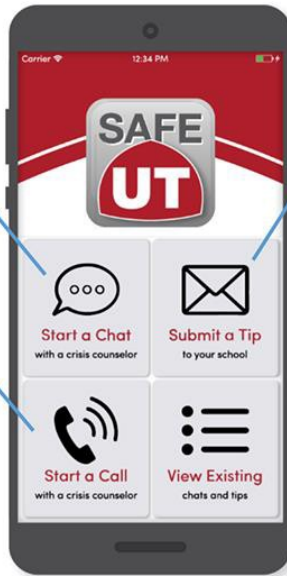 Carrier
12:34 PM
SAFE
UT
Start a Chat
with a crisis counselor
Submit a Tip
to your school
Start a Call
with a crisis counselor
View Existing
chats and tips